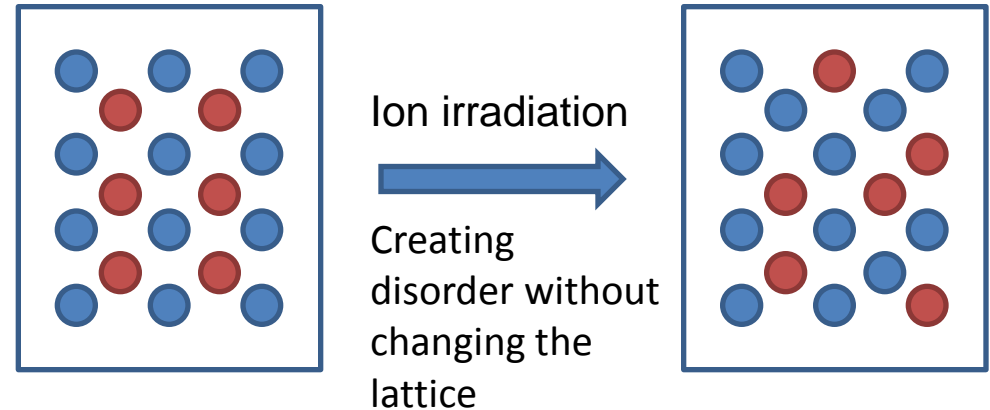 Ion irradiation
Creating
disorder without
changing the
lattice